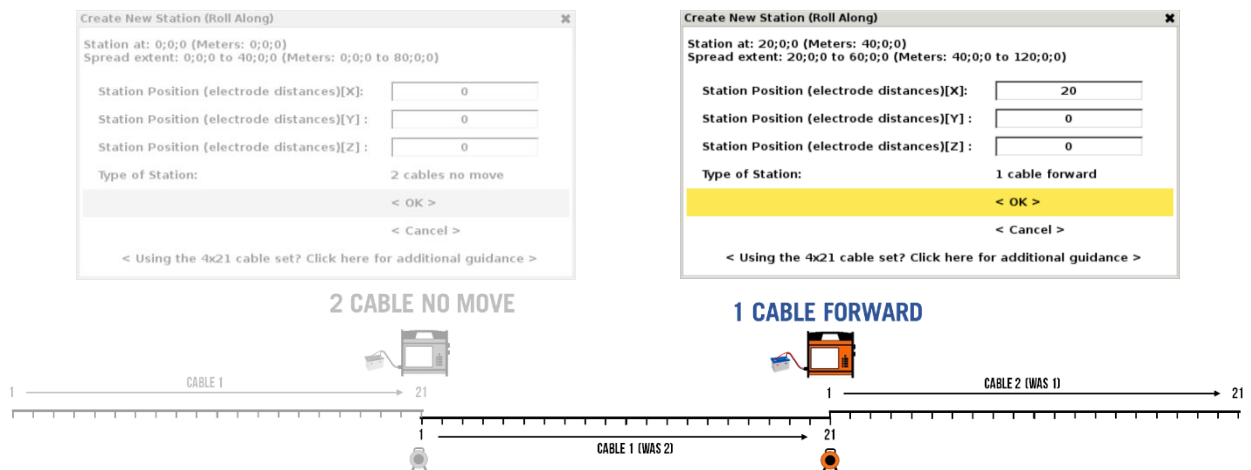 Create New Station (Roll Along)
Station at: 0;0;0 (Meters: 0;0;0)
Spread extent: 0;0;0 to 40;0;0 (Meters: 0;0;0 to 80;0;0)
Station Position (electrode distances)[X]: 0
Station Position (electrode distances)[Y] : 0
Station Position (electrode distances)[Z] : 0
Type of Station: 2 cables no move
< OK >
< Cancel >
< Using the 4x21 cable set? Click here for additional guidance >
Create New Station (Roll Along)
Station at: 20;0;0 (Meters: 40;0;0)
Spread extent: 20;0;0 to 60;0;0 (Meters: 40;0;0 to 120;0;0)
Station Position (electrode distances)[X]: 20
Station Position (electrode distances)[Y] : 0
Station Position (electrode distances)[Z] : 0
Type of Station: 1 cable forward
< OK >
< Cancel >
< Using the 4x21 cable set? Click here for additional guidance >
2 CABLE NO MOVE
1 CABLE FORWARD
1 CABLE 1 21
1 CABLE 2 (WAS 1) 21
1 CABLE 1 (WAS 2) 21